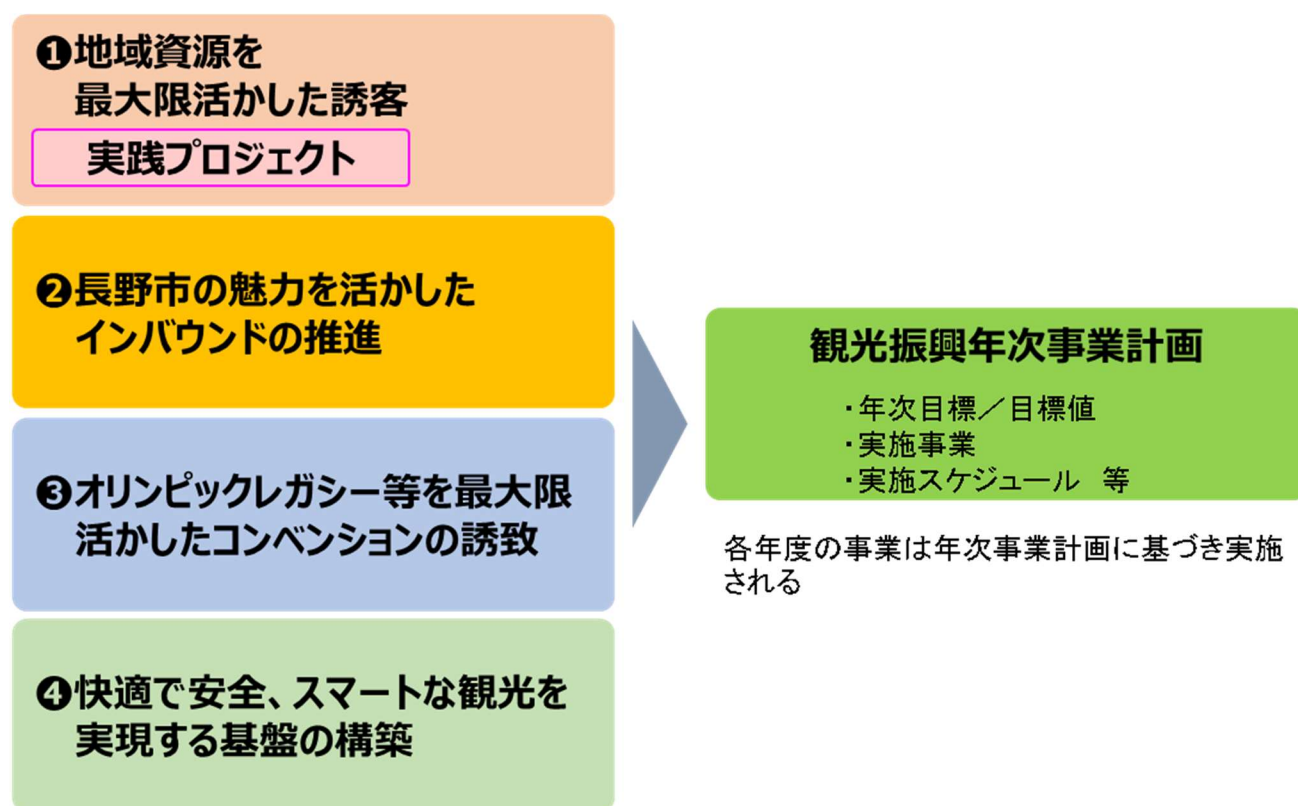 ❶地域資源を
最大限活かした誘客
実践プロジェクト
❷長野市の魅力を活かした
インバウンドの推進
❸オリンピックレガシー等を最大限
活かしたコンベンションの誘致
❹快適で安全、スマートな観光を
実現する基盤の構築
観光振興年次事業計画
・年次目標／目標値
・実施事業
・実施スケジュール　等
各年度の事業は年次事業計画に基づき実施
される